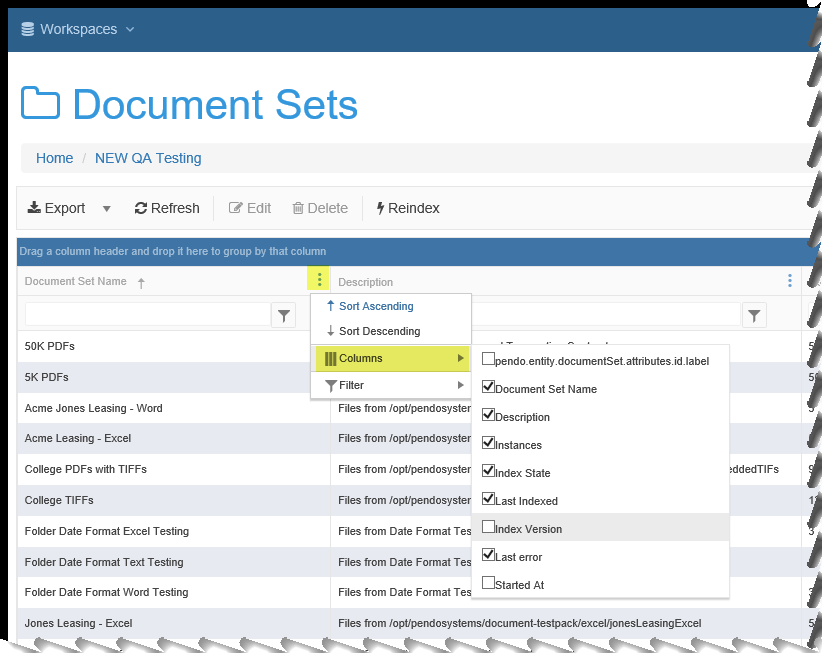 Workspaces
Document Sets
Home / NEW QA Testing
Export Refresh Edit Delete Reindex
Drag a column header and drop it here to group by that column
Document Set Name Description
Sort Ascending
Sort Descending
Columns
Filter
pendo.entity.documentSet.attributes.id.label
Document Set Name
Description
Instances
Index State
Last Indexed
Index Version
Last error
Started At
50K PDFs
5K PDFs
Acme Jones Leasing - Word Files from /opt/pendosystem
Acme Leasing - Excel Files from /opt/pendosystem
College PDFs with TIFFs Files from /opt/pendosystem eddedTIFs
College TIFFs Files from /opt/pendosystem
Folder Date Format Excel Testing Files from Date Format Tes
Folder Date Format Text Testing Files from Date Format Tes
Folder Date Format Word Testing Files from Date Format Tes
Jones Leasing - Excel Files from /opt/pendosystems/document-testpack/excel/jonesLeasingExcel